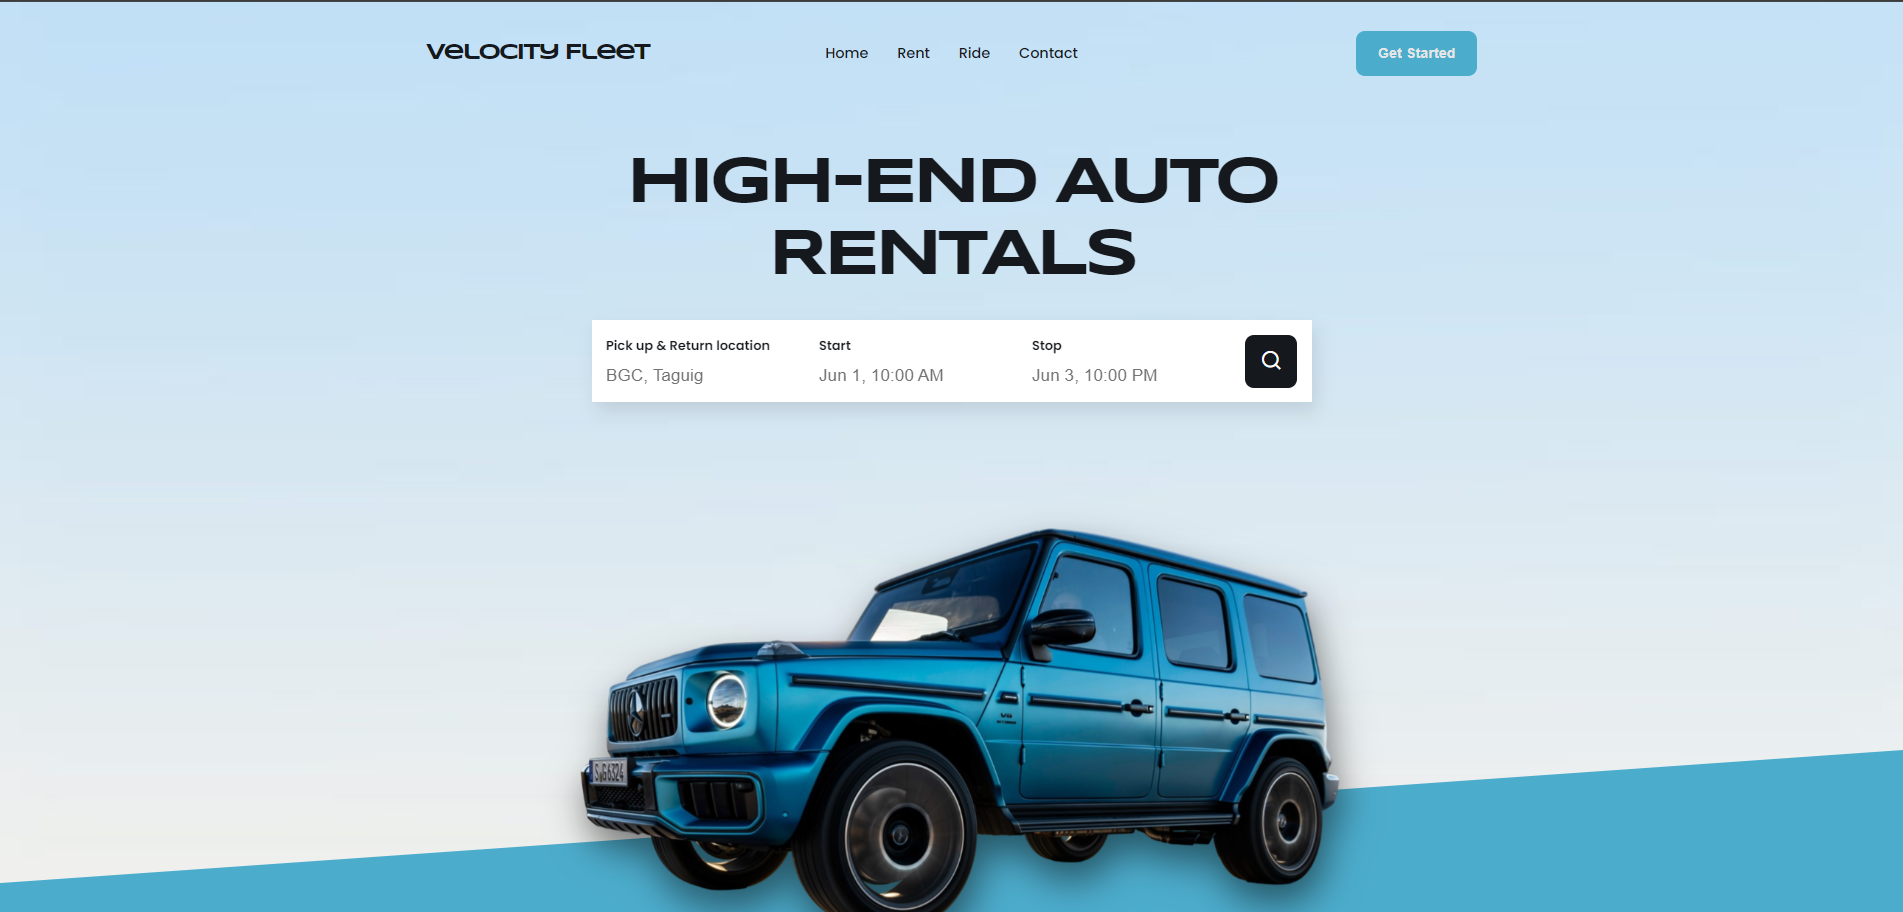 VELOCITY FLEET
Home Rent Ride Contact
Get Started
HIGH-END AUTO
RENTALS
Pick up & Return location Start Stop
BGC, Taguig Jun 1, 10:00 AM Jun 3, 10:00 PM